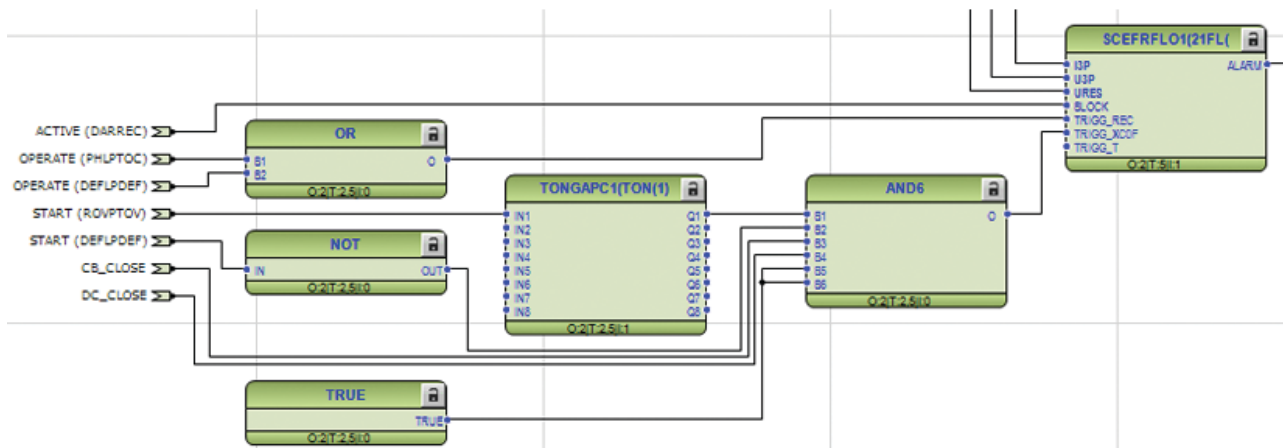 SCEFRFLO1(21FL(
I3P ALARM
U3P
URES
BLOCK
TRIGG_REC
TRIGG_XCOF
TRIGG_T
O:2|T:5|I:1
ACTIVE (DARREC)
OPERATE (PHLPTOC)
OPERATE (DEFLPDEF)
START (ROVPTOV)
START (DEFLPDEF)
CB_CLOSE
DC_CLOSE
OR
B1 O
B2
O:2|T:2.5|I:0
NOT
IN OUT
O:2|T:2.5|I:0
TRUE
TRUE
O:2|T:2.5|I:0
TONGAPC1(TON(1)
IN1 Q1
IN2 Q2
IN3 Q3
IN4 Q4
IN5 Q5
IN6 Q6
IN7 Q7
IN8 Q8
O:2|T:2.5|I:1
AND6
B1 O
B2
B3
B4
B5
B6
O:2|T:2.5|I:0